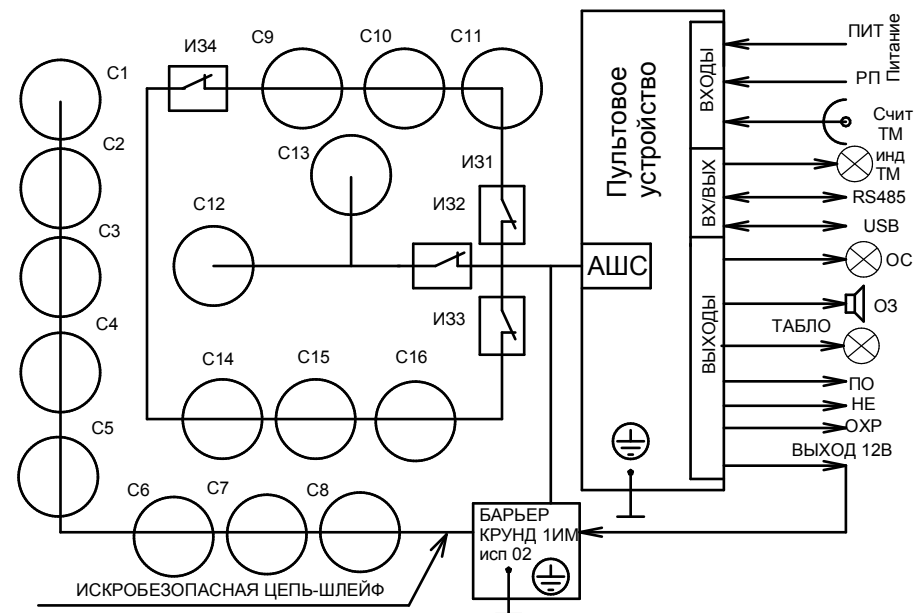 С1
С2
С3
С4
С5
С6
С7
С8
ИЗ4
С9
С10
С11
С13
С12
ИЗ1
ИЗ2
ИЗ3
С14
С15
С16
АШС
Пультовое
устройство
ВХОДЫ
ВХ/ВЫХ
ВЫХОДЫ
ПИТ
РП
Питание
Счит
ТМ
инд
ТМ
RS485
USB
ОС
ОЗ
ТАБЛО
ПО
НЕ
ОХР
ВЫХОД 12В
БАРЬЕР
КРУНД 1ИМ
исп 02
ИСКРОБЕЗОПАСНАЯ ЦЕПЬ-ШЛЕЙФ